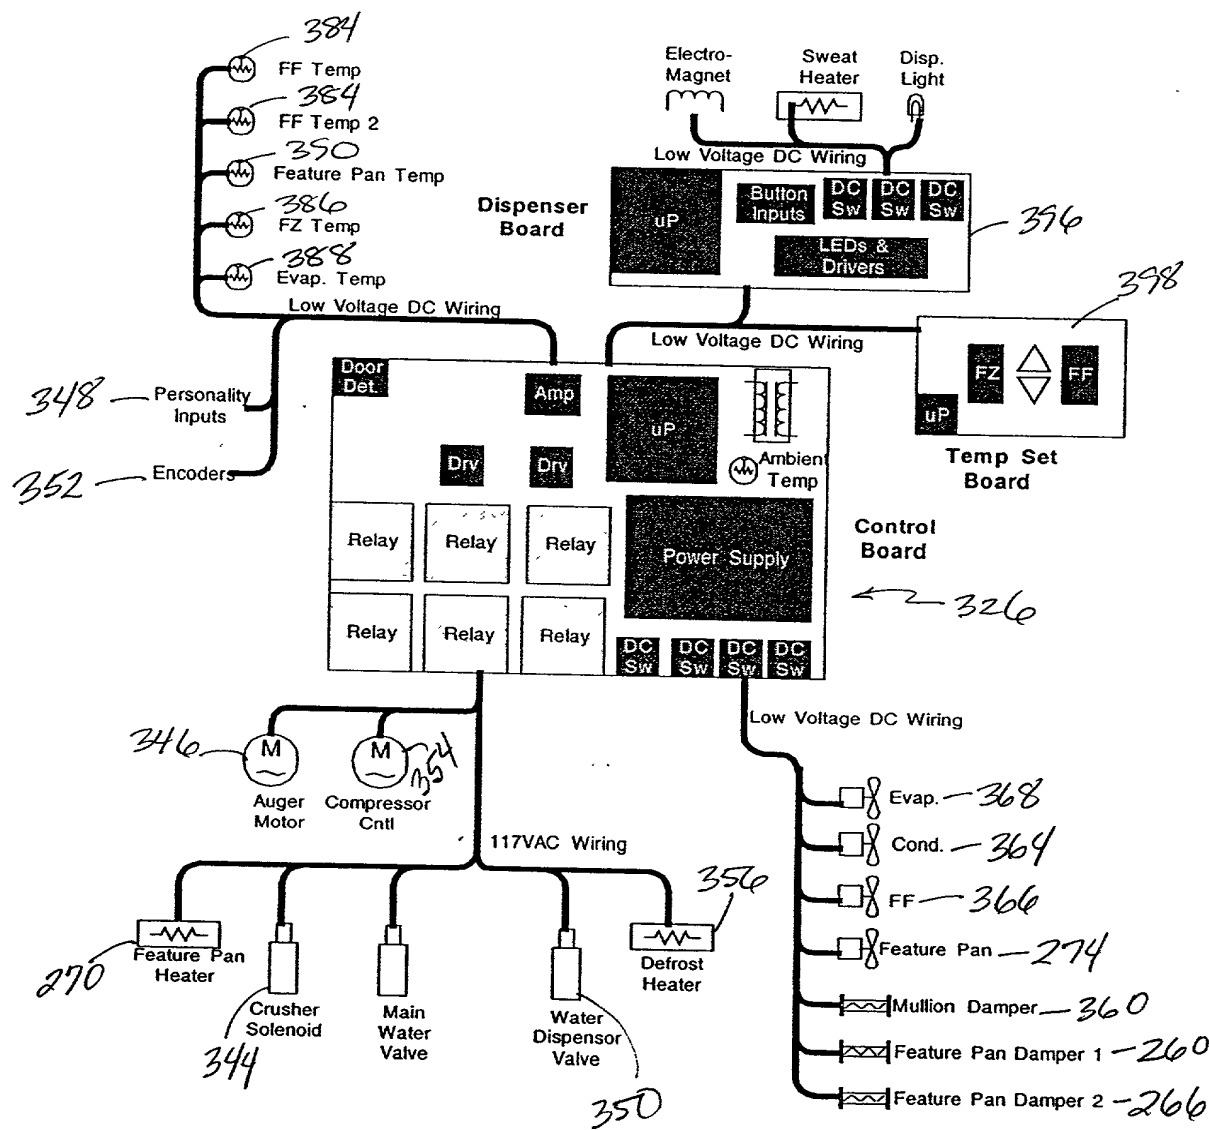 384
FF Temp
384
FF Temp 2
390
Feature Pan Temp
386
FZ Temp
388
Evap. Temp
Low Voltage DC Wiring
348
Personality
Inputs
352
Encoders
Electro-
Magnet
Sweat
Heater
Disp.
Light
Low Voltage DC Wiring
Dispenser
Board
uP
Button
Inputs
DC
Sw
DC
Sw
DC
Sw
LEDs &
Drivers
396
Low Voltage DC Wiring
398
FZ
FF
uP
Temp Set
Board
Door
Det.
Amp
uP
Drv
Drv
Ambient
Temp
Relay
Relay
Relay
Relay
Relay
Relay
Power Supply
DC
Sw
DC
Sw
DC
Sw
DC
Sw
Control
Board
326
346
M
Auger
Motor
M
354
Compressor
Cntl
117VAC Wiring
270
Feature Pan
Heater
Crusher
Solenoid
344
Main
Water
Valve
Water
Dispensor
Valve
350
356
Defrost
Heater
Low Voltage DC Wiring
Evap. 368
Cond. 364
FF 366
Feature Pan 274
Mullion Damper 360
Feature Pan Damper 1 260
Feature Pan Damper 2 266